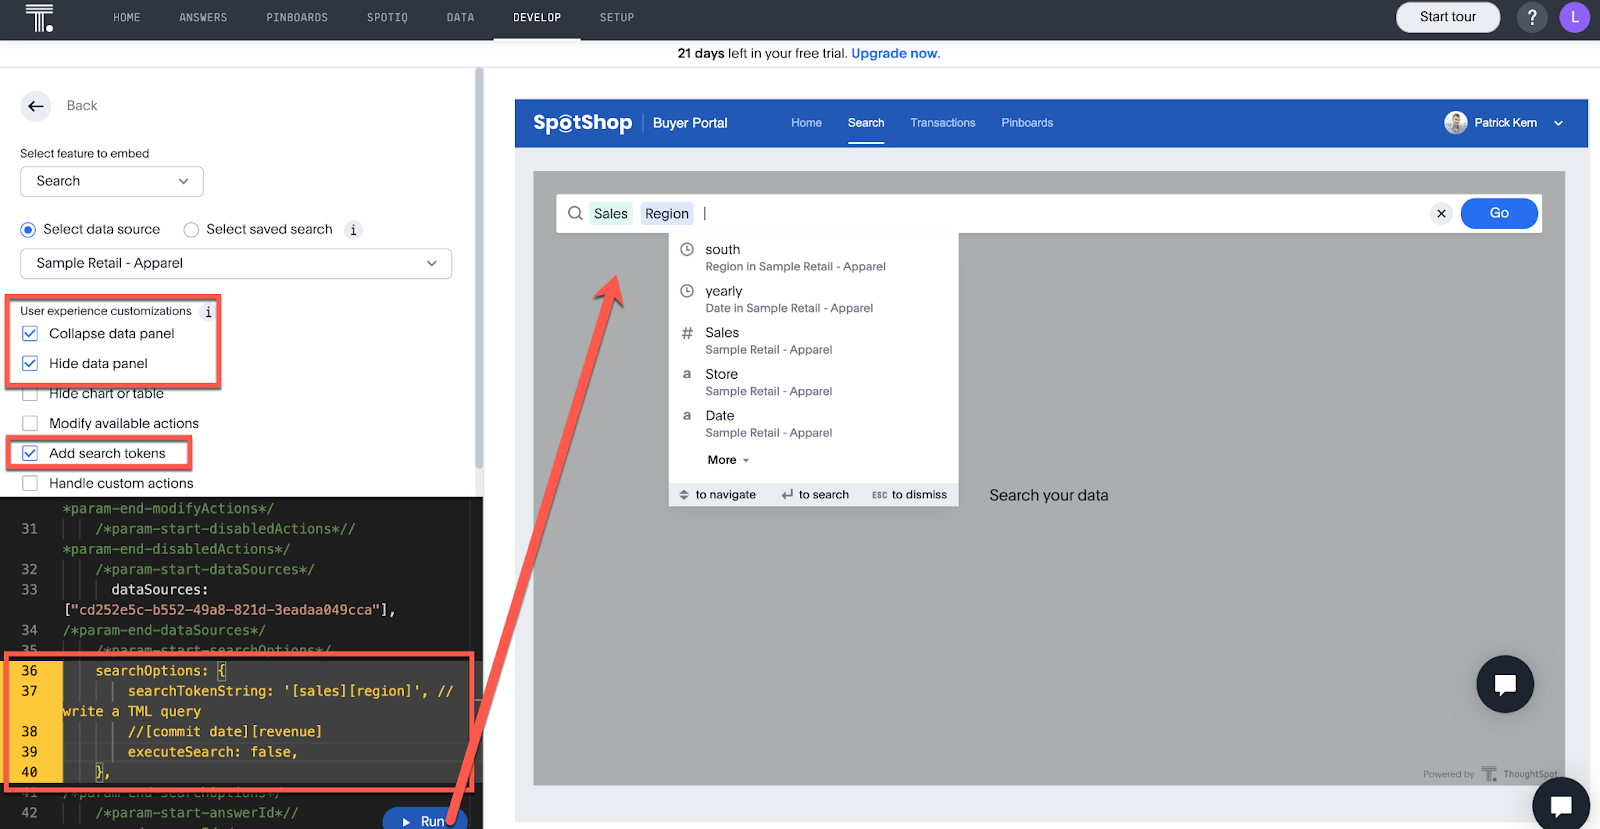 HOME ANSWERS PINBOARDS SPOTIQ DATA DEVELOP SETUP Start tour ? L
21 days left in your free trial. Upgrade now.
Back
Select feature to embed
Search
Select data source Select saved search i
Sample Retail - Apparel
User experience customizations i
Collapse data panel
Hide data panel
Hide chart or table
Modify available actions
Add search tokens
Handle custom actions
*param-end-modifyActions*/
31 /*param-start-disabledActions*//
*param-end-disabledActions*/
32 /*param-start-dataSources*/
33 dataSources:
["cd252e5c-b552-49a8-821d-3eadaa049cca"],
34 /*param-end-dataSources*/
35 /*param-start-searchOptions*/
36 searchOptions: {
37 searchTokenString: '[sales][region]', //
write a TML query
38 //[commit date][revenue]
39 executeSearch: false,
40 },
41 /*param-end-searchOptions*/
42 /*param-start-answerId*//
Run
SpotShop Buyer Portal Home Search Transactions Pinboards Patrick Kern
Sales Region Go
south
Region in Sample Retail - Apparel
yearly
Date in Sample Retail - Apparel
# Sales
Sample Retail - Apparel
a Store
Sample Retail - Apparel
a Date
Sample Retail - Apparel
More
to navigate to search ESC to dismiss
Search your data
Powered by ThoughtSpot